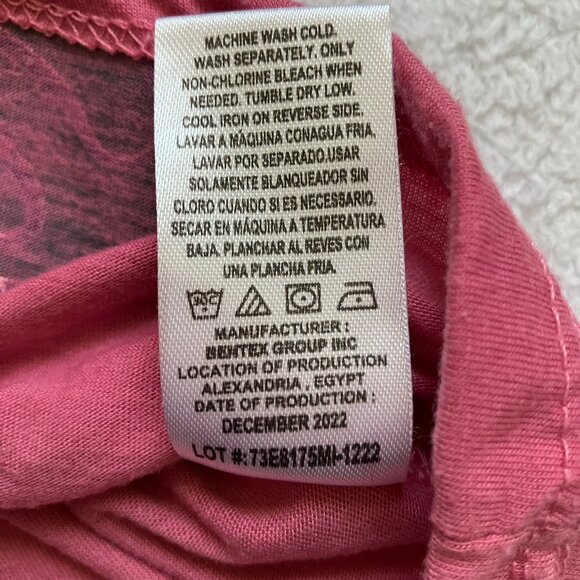 MACHINE WASH COLD.
WASH SEPARATELY. ONLY
NON-CHLORINE BLEACH WHEN
NEEDED. TUMBLE DRY LOW.
COOL IRON ON REVERSE SIDE.
LAVAR A MÁQUINA CONAGUA FRIA.
LAVAR POR SEPARADO.USAR
SOLAMENTE BLANQUEADOR SIN
CLORO CUANDO SI ES NECESSARIO.
SECAR EN MÁQUINA A TEMPERATURA
BAJA. PLANCHAR AL REVES CON
UNA PLANCHA FRIA.
30C
MANUFACTURER :
BENTEX GROUP INC
LOCATION OF PRODUCTION
ALEXANDRIA , EGYPT
DATE OF PRODUCTION :
DECEMBER 2022
LOT #:73E8175MI-1222